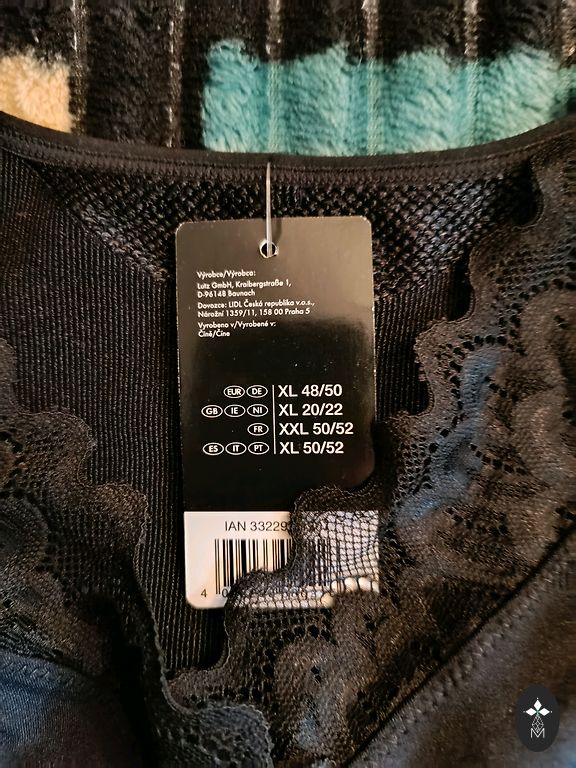 Výrobce/Výrobca:
Lutz GmbH, Kraibergstraße 1,
D-96148 Baunach
Dovozce: LIDL Česká republika v.o.s.,
Nárožní 1359/11, 158 00 Praha 5
Vyrobeno v/Vyrobené v:
Číně/Číne
EUR DE XL 48/50
GB IE NI XL 20/22
FR XXL 50/52
ES IT PT XL 50/52
IAN 33229
4
M